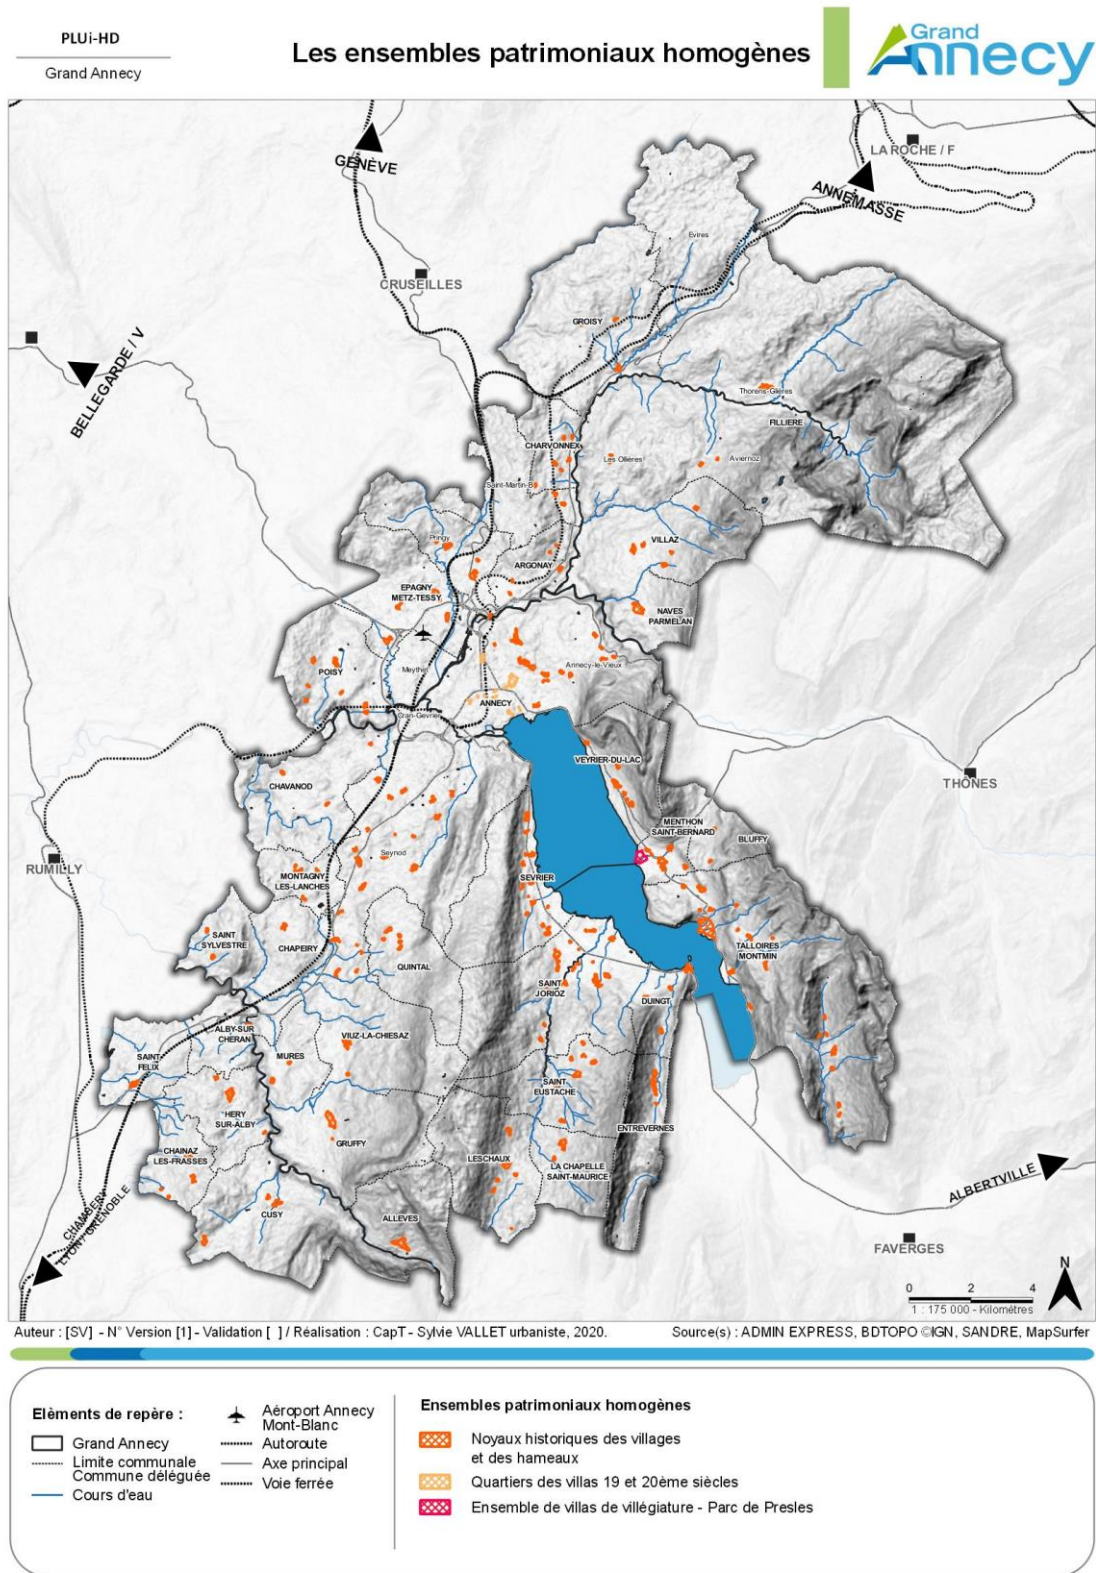 PLUi-HD
Grand Annecy
Les ensembles patrimoniaux homogènes
Grand
Annecy
LA ROCHE / F
GENÈVE
ANNEMASSE
Evires
CRUSEILLES
GROISY
BELLEGARDE / V
Thorens-Glières
FILLIERE
CHARVONNEX
Les Ollières
Aviernoz
Saint-Martin-B
Pringy
VILLAZ
ARGONAY
EPAGNY
METZ-TESSY
NAVES
PARMELAN
POISY
Meythet
Annecy-le-Vieux
ANNECY
Cran-Gevrier
VEYRIER-DU-LAC
CHAVANOD
THÔNES
MENTHON
SAINT-BERNARD
BLUFFY
Seynod
RUMILLY
MONTAGNY
LES-LANCHES
SEVRIER
SAINT
SYLVESTRE
CHAPEIRY
QUINTAL
TALLOIRES
MONTMIN
SAINT
JORIOZ
DUINGT
ALBY-SUR
CHERAN
VIUZ-LA-CHIESAZ
SAINT
FELIX
MURES
SAINT
EUSTACHE
HERY
SUR-ALBY
ENTREVERNES
GRUFFY
CHAINAZ
LES-FRASSES
LESCHAUX
LA CHAPELLE
SAINT-MAURICE
ALBERTVILLE
CUSY
ALLEVES
CHAMBERY
LYON / GRENOBLE
FAVERGES
N
0 2 4
1 : 175 000 - Kilomètres
Auteur : [SV] - N° Version [1] - Validation [ ] / Réalisation : CapT - Sylvie VALLET urbaniste, 2020.
Source(s) : ADMIN EXPRESS, BDTOPO ©IGN, SANDRE, MapSurfer
Elèments de repère :
Grand Annecy
Limite communale
Commune déléguée
Cours d'eau
Aéroport Annecy
Mont-Blanc
Autoroute
Axe principal
Voie ferrée
Ensembles patrimoniaux homogènes
Noyaux historiques des villages
et des hameaux
Quartiers des villas 19 et 20ème siècles
Ensemble de villas de villégiature - Parc de Presles